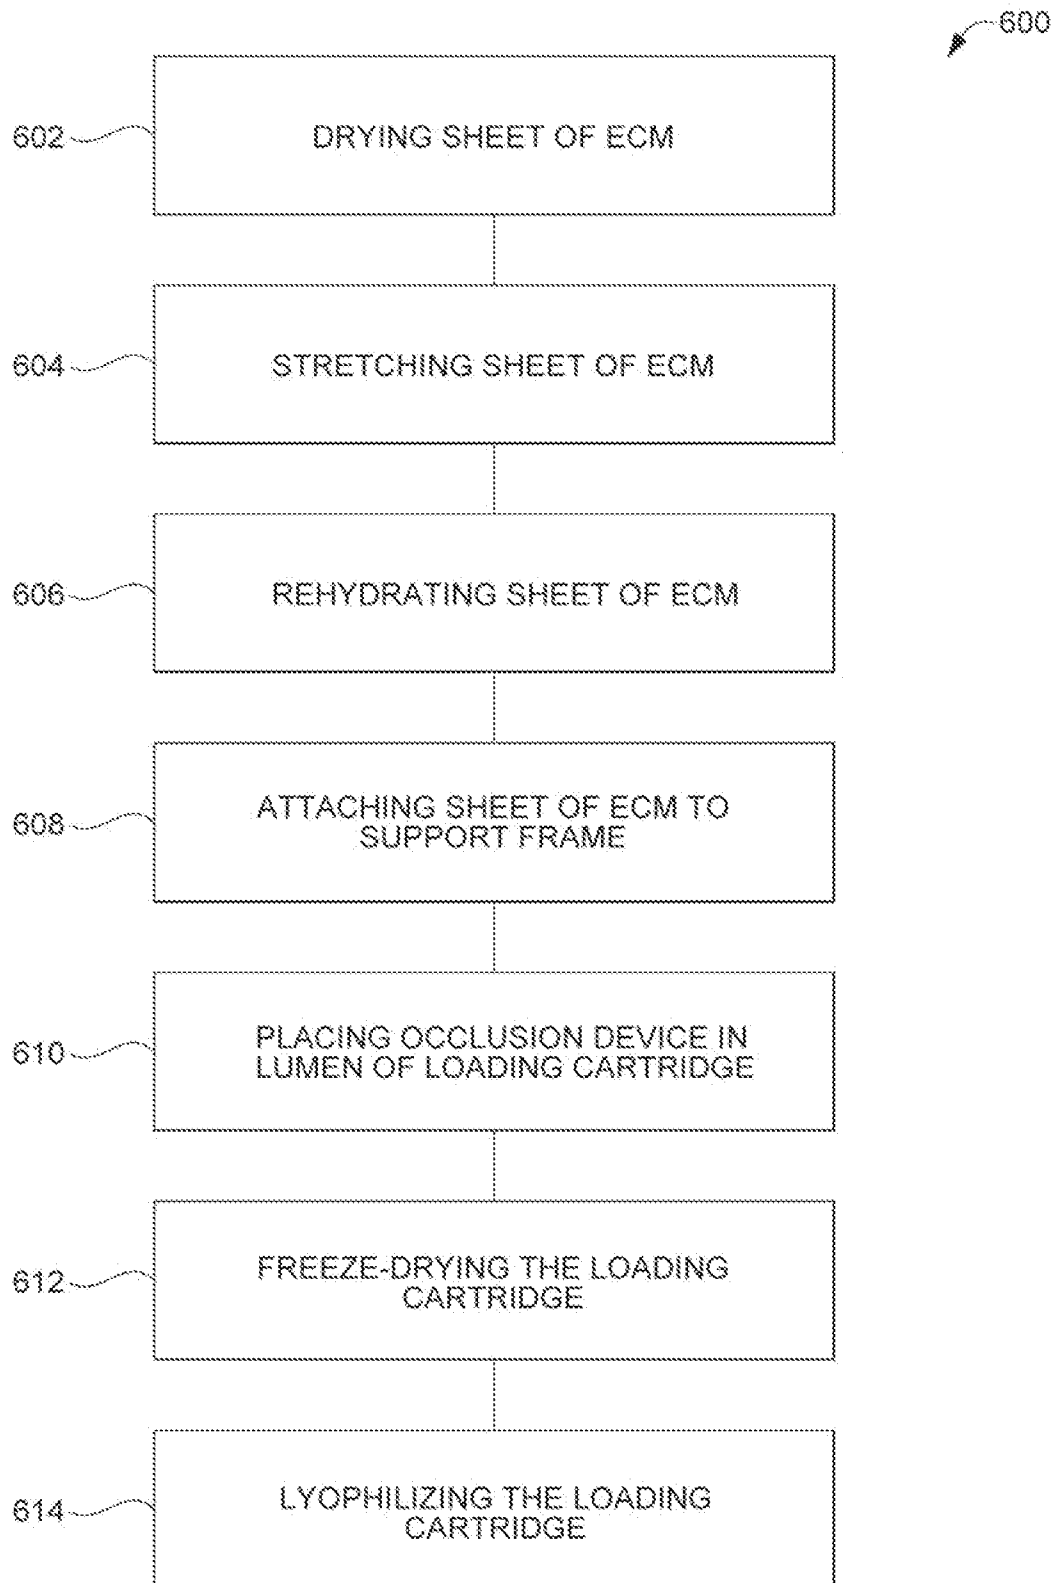 600
602
DRYING SHEET OF ECM
604
STRETCHING SHEET OF ECM
606
REHYDRATING SHEET OF ECM
608
ATTACHING SHEET OF ECM TO
SUPPORT FRAME
610
PLACING OCCLUSION DEVICE IN
LUMEN OF LOADING CARTRIDGE
612
FREEZE-DRYING THE LOADING
CARTRIDGE
614
LYOPHILIZING THE LOADING
CARTRIDGE